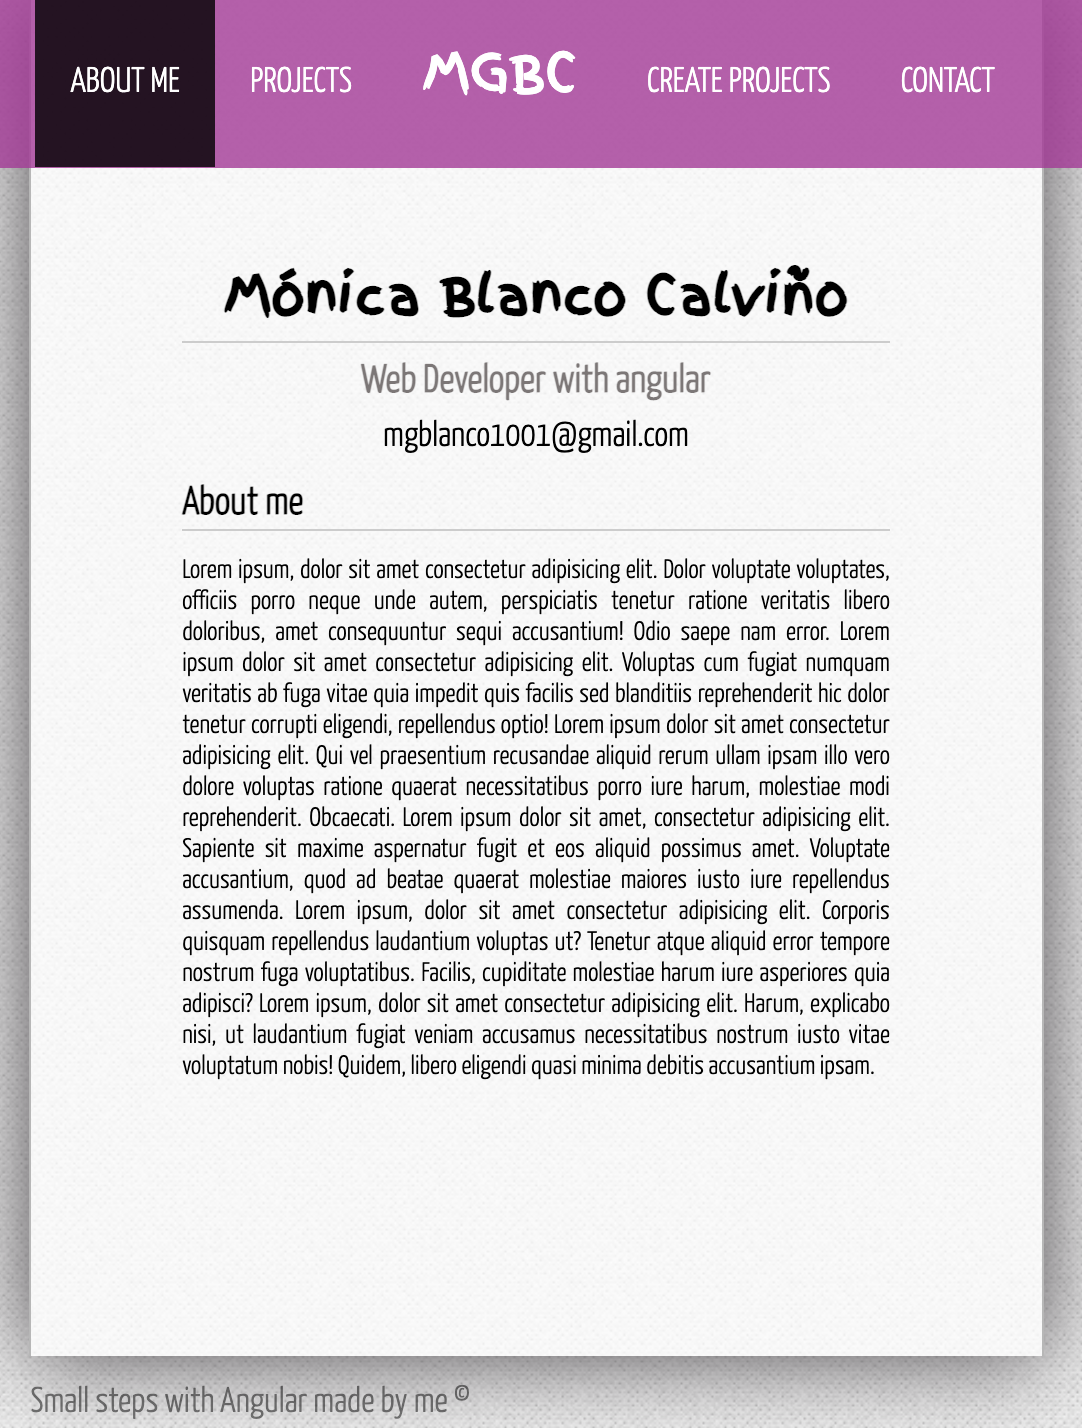 ABOUT ME PROJECTS MGBC CREATE PROJECTS CONTACT
Mónica Blanco Calviño
Web Developer with angular
mgblanco1001@gmail.com
About me
Lorem ipsum, dolor sit amet consectetur adipisicing elit. Dolor voluptate voluptates,
officiis porro neque unde autem, perspiciatis tenetur ratione veritatis libero
doloribus, amet consequuntur sequi accusantium! Odio saepe nam error. Lorem
ipsum dolor sit amet consectetur adipisicing elit. Voluptas cum fugiat numquam
veritatis ab fuga vitae quia impedit quis facilis sed blanditiis reprehenderit hic dolor
tenetur corrupti eligendi, repellendus optio! Lorem ipsum dolor sit amet consectetur
adipisicing elit. Qui vel praesentium recusandae aliquid rerum ullam ipsam illo vero
dolore voluptas ratione quaerat necessitatibus porro iure harum, molestiae modi
reprehenderit. Obcaecati. Lorem ipsum dolor sit amet, consectetur adipisicing elit.
Sapiente sit maxime aspernatur fugit et eos aliquid possimus amet. Voluptate
accusantium, quod ad beatae quaerat molestiae maiores iusto iure repellendus
assumenda. Lorem ipsum, dolor sit amet consectetur adipisicing elit. Corporis
quisquam repellendus laudantium voluptas ut? Tenetur atque aliquid error tempore
nostrum fuga voluptatibus. Facilis, cupiditate molestiae harum iure asperiores quia
adipisci? Lorem ipsum, dolor sit amet consectetur adipisicing elit. Harum, explicabo
nisi, ut laudantium fugiat veniam accusamus necessitatibus nostrum iusto vitae
voluptatum nobis! Quidem, libero eligendi quasi minima debitis accusantium ipsam.
Small steps with Angular made by me ©